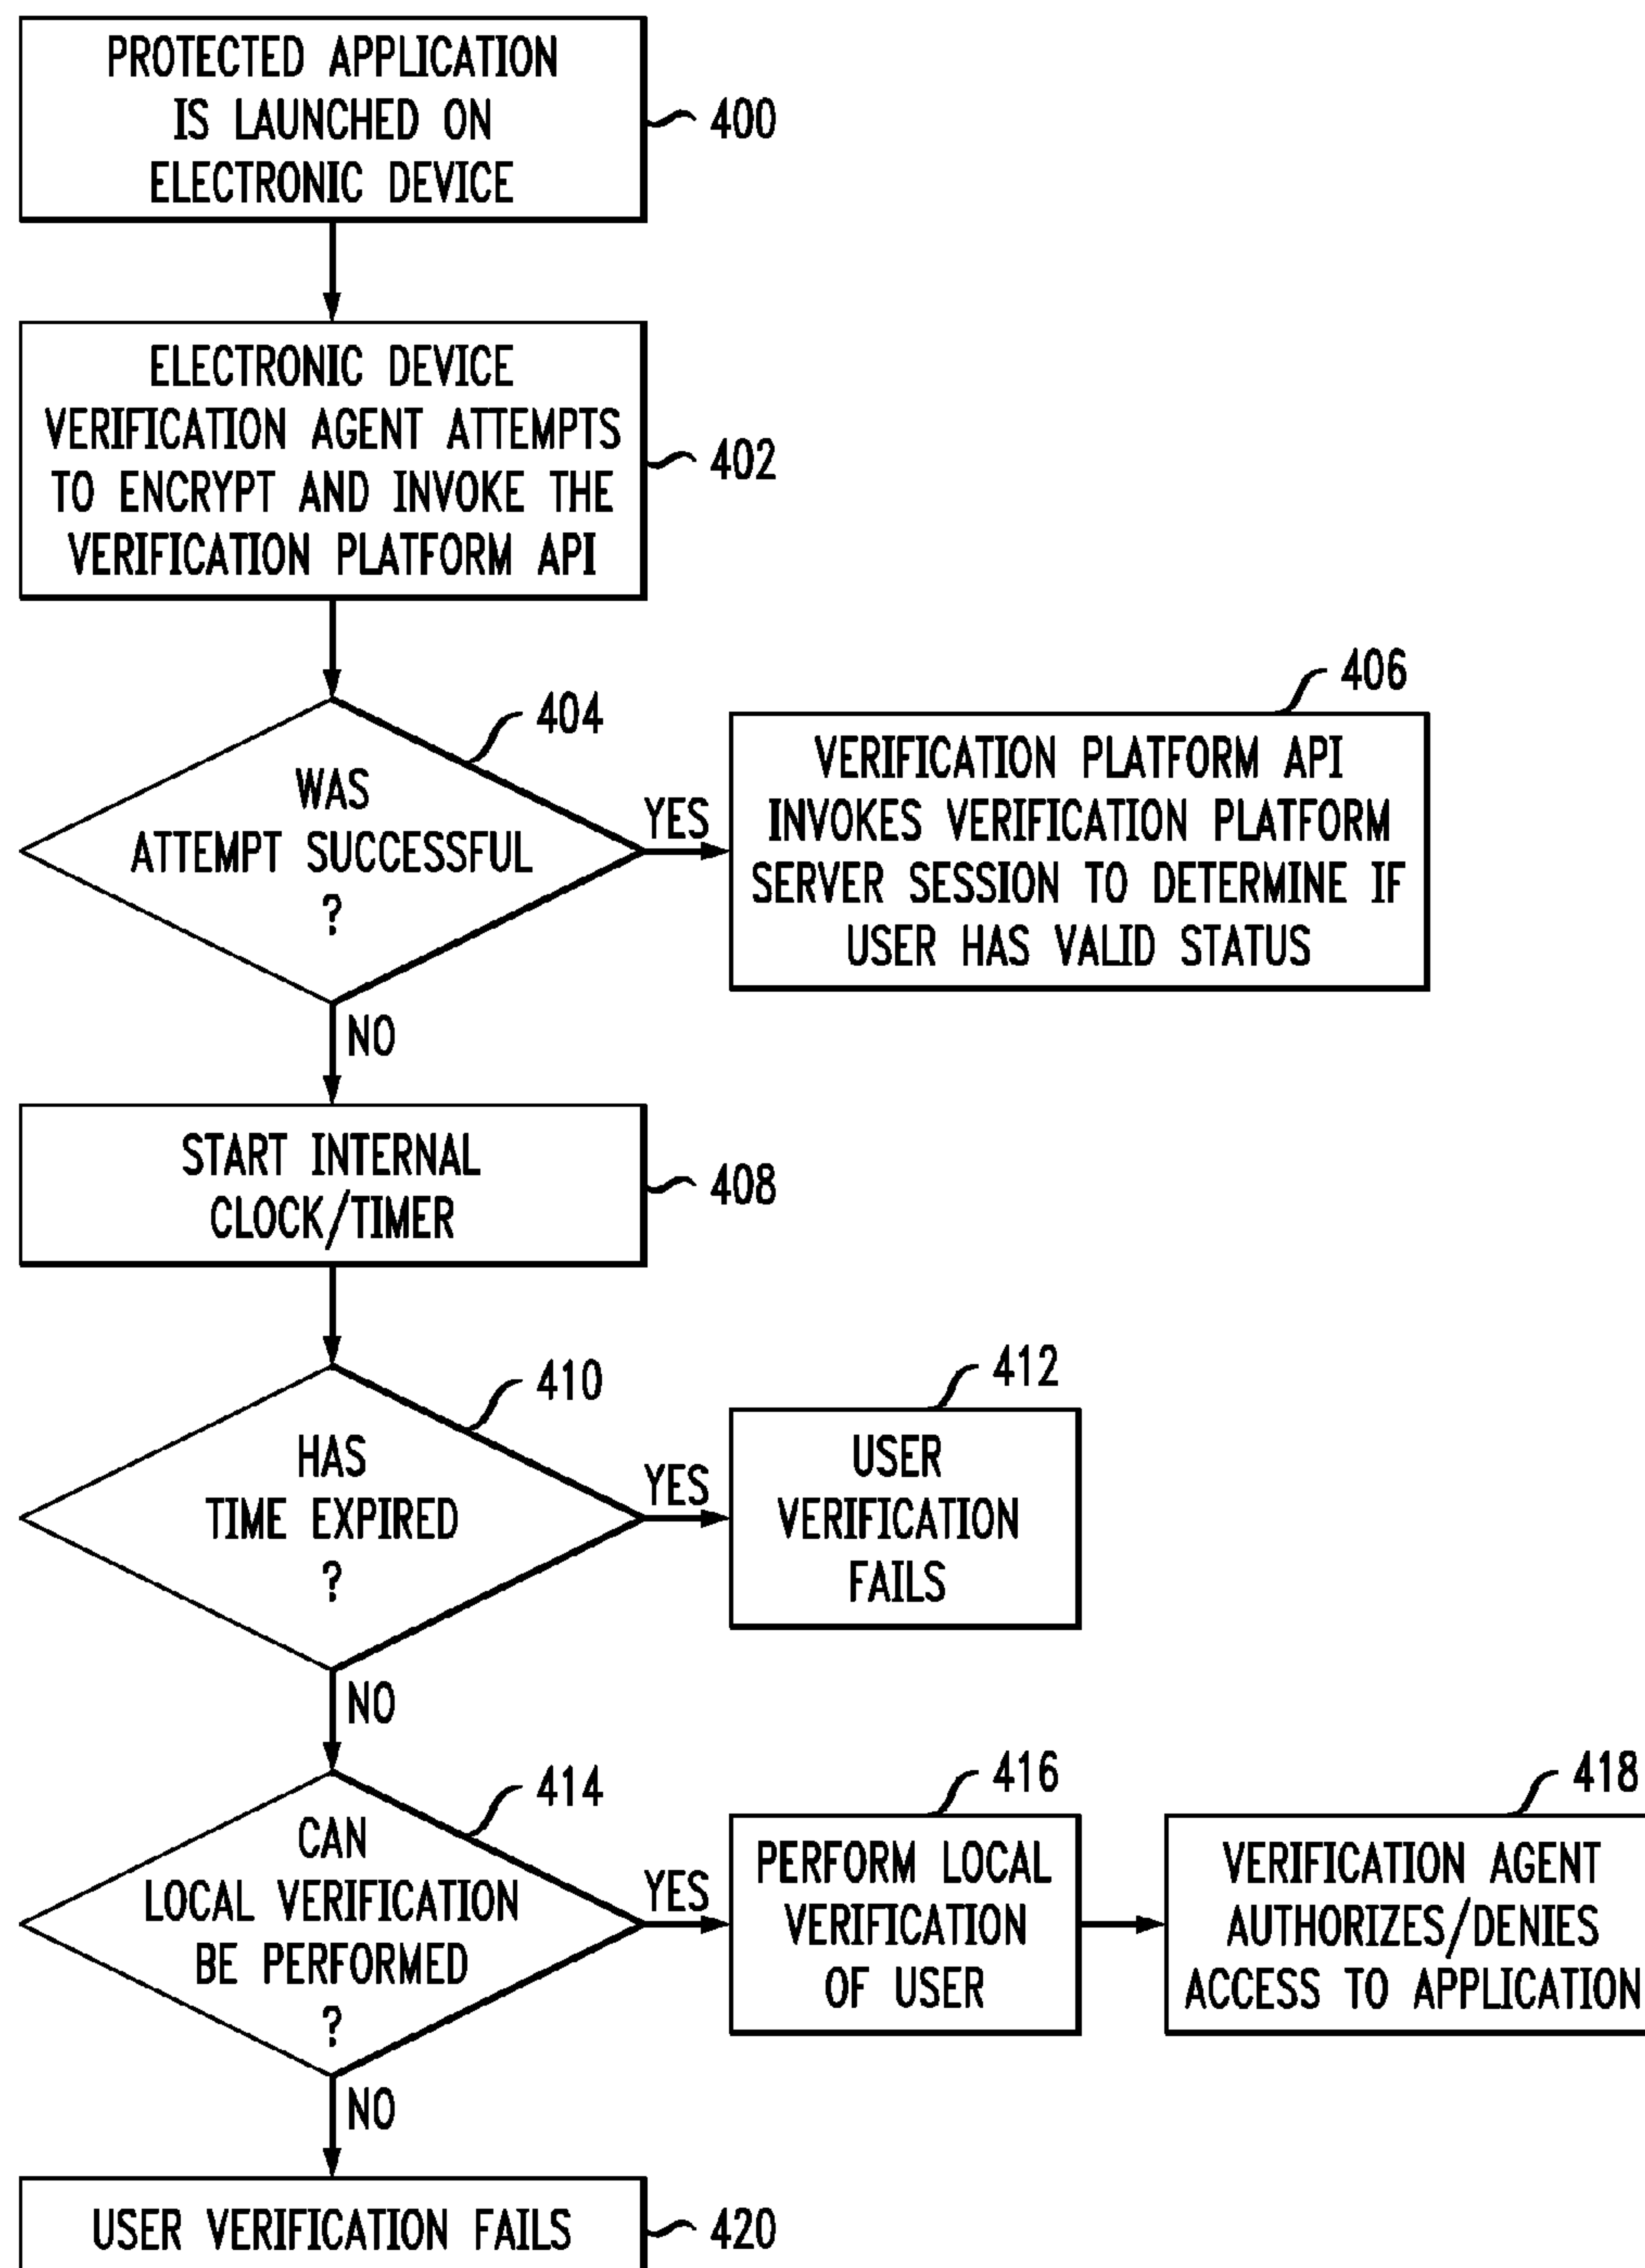 PROTECTED APPLICATION
IS LAUNCHED ON
ELECTRONIC DEVICE
400
ELECTRONIC DEVICE
VERIFICATION AGENT ATTEMPTS
TO ENCRYPT AND INVOKE THE
VERIFICATION PLATFORM API
402
404
WAS
ATTEMPT SUCCESSFUL
?
YES
406
VERIFICATION PLATFORM API
INVOKES VERIFICATION PLATFORM
SERVER SESSION TO DETERMINE IF
USER HAS VALID STATUS
NO
START INTERNAL
CLOCK/TIMER
408
410
HAS
TIME EXPIRED
?
YES
412
USER
VERIFICATION
FAILS
NO
414
CAN
LOCAL VERIFICATION
BE PERFORMED
?
YES
416
PERFORM LOCAL
VERIFICATION
OF USER
418
VERIFICATION AGENT
AUTHORIZES/DENIES
ACCESS TO APPLICATION
NO
USER VERIFICATION FAILS
420